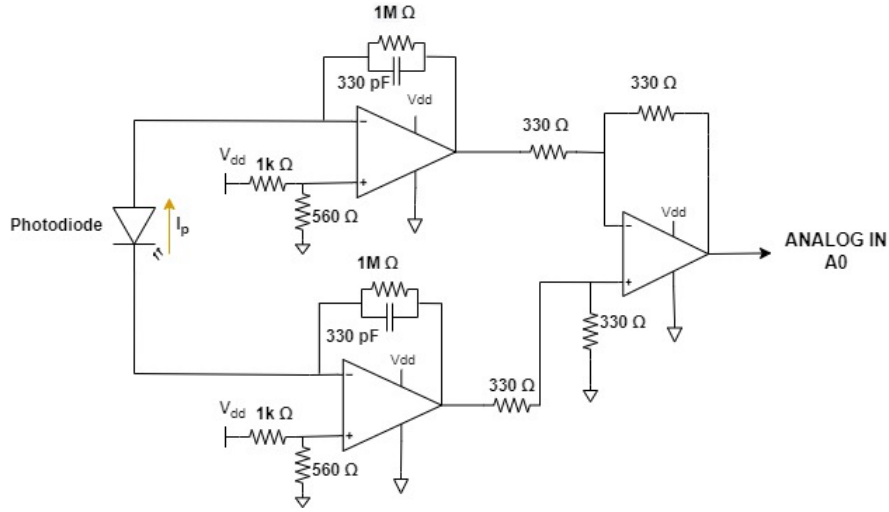 1M Ω
330 pF
Vdd
330 Ω
330 Ω
V_dd
1k Ω
560 Ω
Photodiode
I_p
Vdd
ANALOG IN
A0
1M Ω
330 pF
330 Ω
Vdd
330 Ω
V_dd
1k Ω
560 Ω